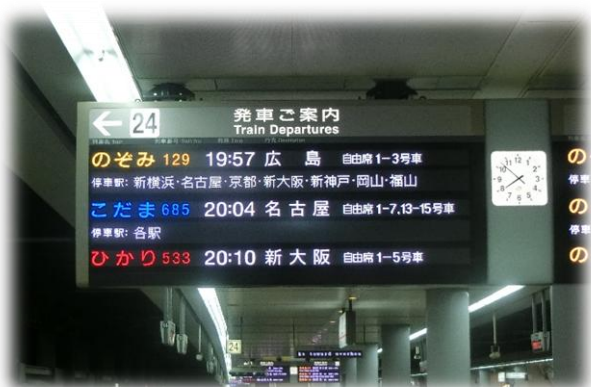 ← 24 発車ご案内
Train Departures
のぞみ 129 19:57 広島 自由席 1-3号車
停車駅: 新横浜・名古屋・京都・新大阪・新神戸・岡山・福山
こだま 685 20:04 名古屋 自由席 1-7.13-15号車
停車駅: 各駅
ひかり 533 20:10 新大阪 自由席 1-5号車
の
の
の
24